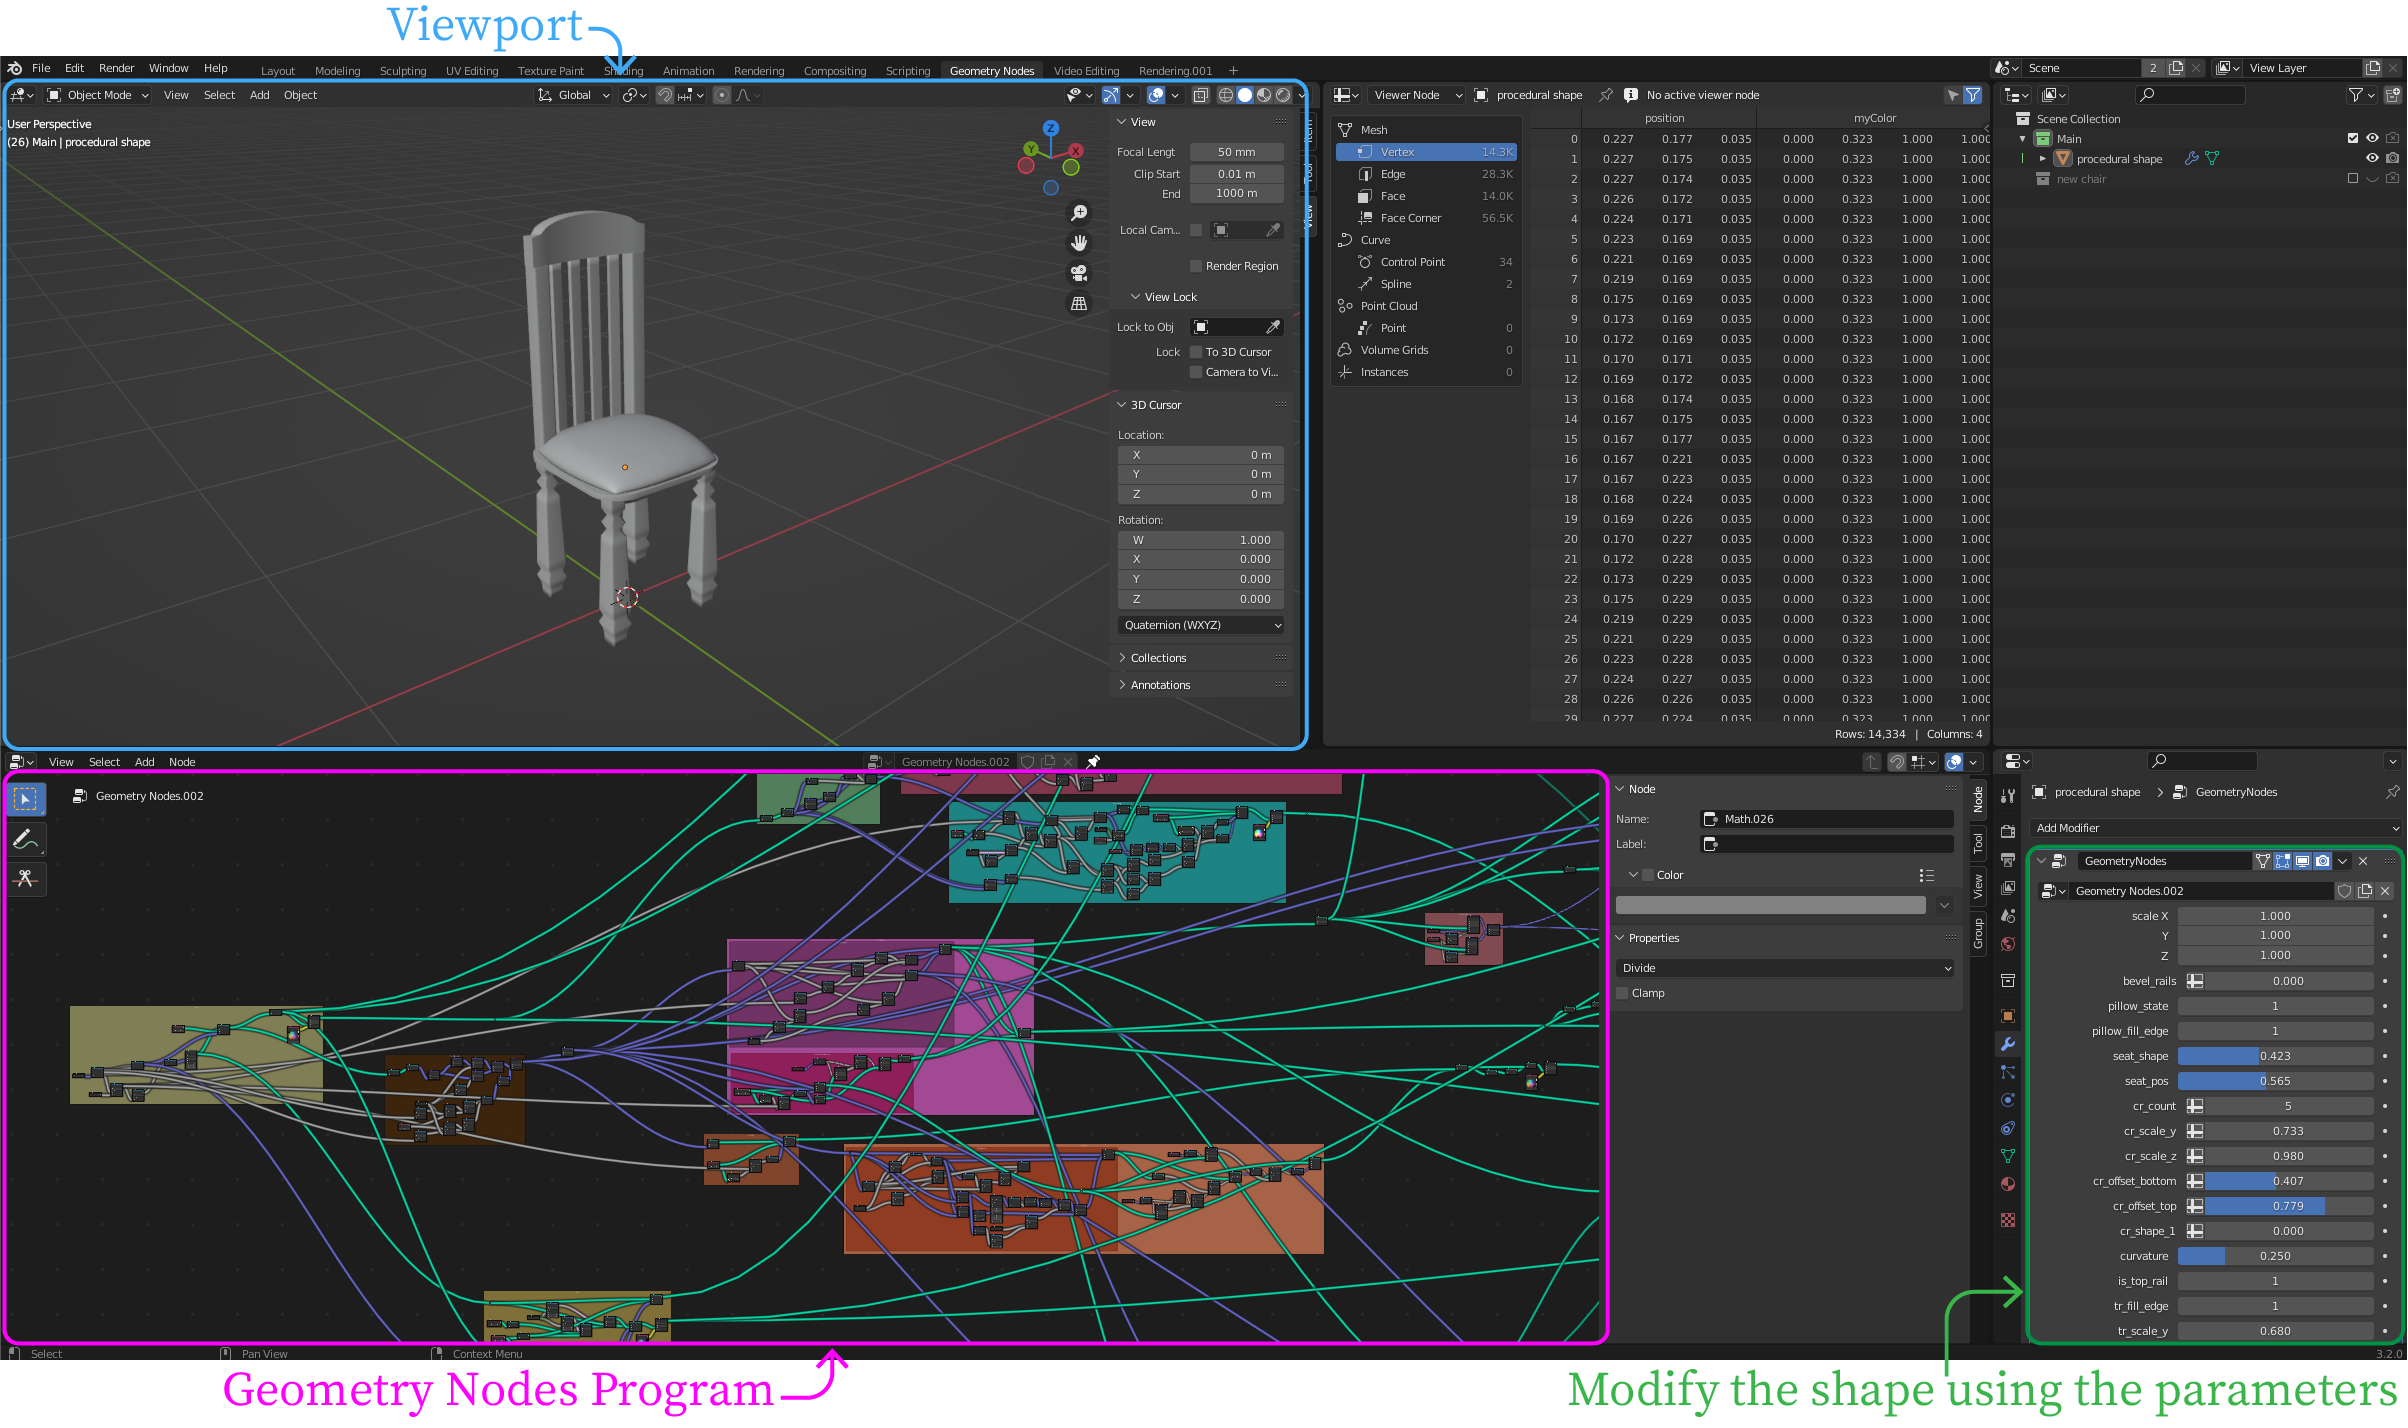 Viewport
File Edit Render Window Help Layout Modeling Sculpting UV Editing Texture Paint Shading Animation Rendering Compositing Scripting Geometry Nodes Video Editing Rendering.001 +
Scene 2 View Layer
Object Mode View Select Add Object Global
User Perspective
(26) Main | procedural shape
Z
Y
X
View
Focal Lengt 50 mm
Clip Start 0.01 m
End 1000 m
Local Cam...
Render Region
View Lock
Lock to Obj
Lock To 3D Cursor
Camera to Vi...
3D Cursor
Location:
X 0 m
Y 0 m
Z 0 m
Rotation:
W 1.000
X 0.000
Y 0.000
Z 0.000
Quaternion (WXYZ)
Collections
Annotations
Item
Tool
View
Viewer Node procedural shape No active viewer node
Mesh
Vertex 14.3K
Edge 28.3K
Face 14.0K
Face Corner 56.5K
Curve
Control Point 34
Spline 2
Point Cloud
Point 0
Volume Grids 0
Instances 0
position myColor
0 0.227 0.177 0.035 0.000 0.323 1.000 1.000
1 0.227 0.175 0.035 0.000 0.323 1.000 1.000
2 0.227 0.174 0.035 0.000 0.323 1.000 1.000
3 0.226 0.172 0.035 0.000 0.323 1.000 1.000
4 0.224 0.171 0.035 0.000 0.323 1.000 1.000
5 0.223 0.169 0.035 0.000 0.323 1.000 1.000
6 0.221 0.169 0.035 0.000 0.323 1.000 1.000
7 0.219 0.169 0.035 0.000 0.323 1.000 1.000
8 0.175 0.169 0.035 0.000 0.323 1.000 1.000
9 0.173 0.169 0.035 0.000 0.323 1.000 1.000
10 0.172 0.169 0.035 0.000 0.323 1.000 1.000
11 0.170 0.171 0.035 0.000 0.323 1.000 1.000
12 0.169 0.172 0.035 0.000 0.323 1.000 1.000
13 0.168 0.174 0.035 0.000 0.323 1.000 1.000
14 0.167 0.175 0.035 0.000 0.323 1.000 1.000
15 0.167 0.177 0.035 0.000 0.323 1.000 1.000
16 0.167 0.221 0.035 0.000 0.323 1.000 1.000
17 0.167 0.223 0.035 0.000 0.323 1.000 1.000
18 0.168 0.224 0.035 0.000 0.323 1.000 1.000
19 0.169 0.226 0.035 0.000 0.323 1.000 1.000
20 0.170 0.227 0.035 0.000 0.323 1.000 1.000
21 0.172 0.228 0.035 0.000 0.323 1.000 1.000
22 0.173 0.229 0.035 0.000 0.323 1.000 1.000
23 0.175 0.229 0.035 0.000 0.323 1.000 1.000
24 0.219 0.229 0.035 0.000 0.323 1.000 1.000
25 0.221 0.229 0.035 0.000 0.323 1.000 1.000
26 0.223 0.228 0.035 0.000 0.323 1.000 1.000
27 0.224 0.227 0.035 0.000 0.323 1.000 1.000
28 0.226 0.226 0.035 0.000 0.323 1.000 1.000
29 0.227 0.224 0.035 0.000 0.323 1.000 1.000
Rows: 14,334 | Columns: 4
Scene Collection
Main
procedural shape
new chair
View Select Add Node Geometry Nodes.002
Geometry Nodes.002
Node
Name: Math.026
Label:
Color
Properties
Divide
Clamp
Node
Tool
View
Group
procedural shape > GeometryNodes
Add Modifier
GeometryNodes
Geometry Nodes.002
scale X 1.000
Y 1.000
Z 1.000
bevel_rails 0.000
pillow_state 1
pillow_fill_edge 1
seat_shape 0.423
seat_pos 0.565
cr_count 5
cr_scale_y 0.733
cr_scale_z 0.980
cr_offset_bottom 0.407
cr_offset_top 0.779
cr_shape_1 0.000
curvature 0.250
is_top_rail 1
tr_fill_edge 1
tr_scale_y 0.680
Select Pan View Context Menu 3.2.0
Geometry Nodes Program
Modify the shape using the parameters